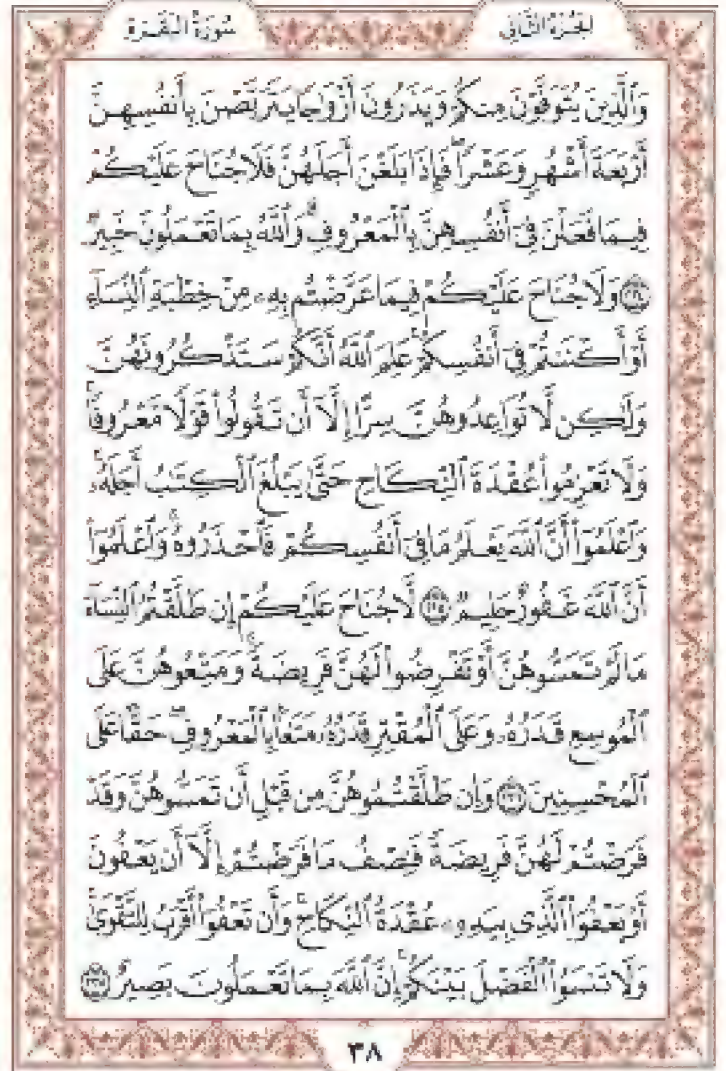 الجزء الثاني
سورة البقرة
وَٱلَّذِينَ يُتَوَفَّوْنَ مِنكُمْ وَيَذَرُونَ أَزْوَٰجًا يَتَرَبَّصْنَ بِأَنفُسِهِنَّ
أَرْبَعَةَ أَشْهُرٍ وَعَشْرًا ۖ فَإِذَا بَلَغْنَ أَجَلَهُنَّ فَلَا جُنَاحَ عَلَيْكُمْ
فِيمَا فَعَلْنَ فِىٓ أَنفُسِهِنَّ بِٱلْمَعْرُوفِ ۗ وَٱللَّهُ بِمَا تَعْمَلُونَ خَبِيرٌ
﴿٢٣٤﴾ وَلَا جُنَاحَ عَلَيْكُمْ فِيمَا عَرَّضْتُم بِهِۦ مِنْ خِطْبَةِ ٱلنِّسَآءِ
أَوْ أَكْنَنتُمْ فِىٓ أَنفُسِكُمْ ۚ عَلِمَ ٱللَّهُ أَنَّكُمْ سَتَذْكُرُونَهُنَّ
وَلَٰكِن لَّا تُوَاعِدُوهُنَّ سِرًّا إِلَّآ أَن تَقُولُوا۟ قَوْلًا مَّعْرُوفًا ۚ
وَلَا تَعْزِمُوا۟ عُقْدَةَ ٱلنِّكَاحِ حَتَّىٰ يَبْلُغَ ٱلْكِتَٰبُ أَجَلَهُۥ ۚ
وَٱعْلَمُوٓا۟ أَنَّ ٱللَّهَ يَعْلَمُ مَا فِىٓ أَنفُسِكُمْ فَٱحْذَرُوهُ ۚ وَٱعْلَمُوٓا۟
أَنَّ ٱللَّهَ غَفُورٌ حَلِيمٌ ﴿٢٣٥﴾ لَّا جُنَاحَ عَلَيْكُمْ إِن طَلَّقْتُمُ ٱلنِّسَآءَ
مَا لَمْ تَمَسُّوهُنَّ أَوْ تَفْرِضُوا۟ لَهُنَّ فَرِيضَةً ۚ وَمَتِّعُوهُنَّ عَلَى
ٱلْمُوسِعِ قَدَرُهُۥ وَعَلَى ٱلْمُقْتِرِ قَدَرُهُۥ مَتَٰعًۢا بِٱلْمَعْرُوفِ ۖ حَقًّا عَلَى
ٱلْمُحْسِنِينَ ﴿٢٣٦﴾ وَإِن طَلَّقْتُمُوهُنَّ مِن قَبْلِ أَن تَمَسُّوهُنَّ وَقَدْ
فَرَضْتُمْ لَهُنَّ فَرِيضَةً فَنِصْفُ مَا فَرَضْتُمْ إِلَّآ أَن يَعْفُونَ
أَوْ يَعْفُوَا۟ ٱلَّذِى بِيَدِهِۦ عُقْدَةُ ٱلنِّكَاحِ ۚ وَأَن تَعْفُوٓا۟ أَقْرَبُ لِلتَّقْوَىٰ ۚ
وَلَا تَنسَوُا۟ ٱلْفَضْلَ بَيْنَكُمْ ۚ إِنَّ ٱللَّهَ بِمَا تَعْمَلُونَ بَصِيرٌ ﴿٢٣٧﴾
٣٨